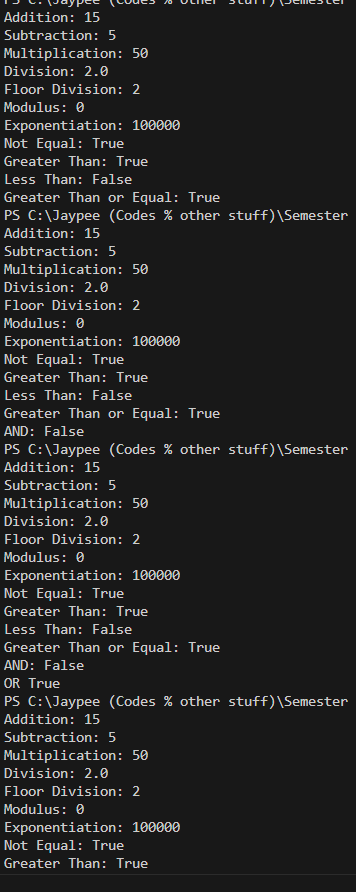 PS C:\Jaypee (Codes % other stuff)\Semester
Addition: 15
Subtraction: 5
Multiplication: 50
Division: 2.0
Floor Division: 2
Modulus: 0
Exponentiation: 100000
Not Equal: True
Greater Than: True
Less Than: False
Greater Than or Equal: True
PS C:\Jaypee (Codes % other stuff)\Semester
Addition: 15
Subtraction: 5
Multiplication: 50
Division: 2.0
Floor Division: 2
Modulus: 0
Exponentiation: 100000
Not Equal: True
Greater Than: True
Less Than: False
Greater Than or Equal: True
AND: False
PS C:\Jaypee (Codes % other stuff)\Semester
Addition: 15
Subtraction: 5
Multiplication: 50
Division: 2.0
Floor Division: 2
Modulus: 0
Exponentiation: 100000
Not Equal: True
Greater Than: True
Less Than: False
Greater Than or Equal: True
AND: False
OR True
PS C:\Jaypee (Codes % other stuff)\Semester
Addition: 15
Subtraction: 5
Multiplication: 50
Division: 2.0
Floor Division: 2
Modulus: 0
Exponentiation: 100000
Not Equal: True
Greater Than: True